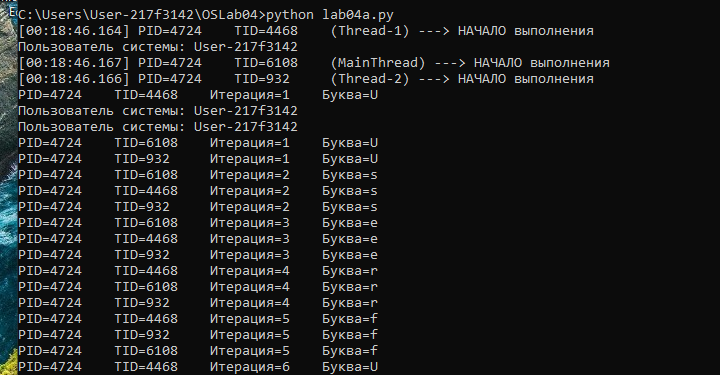 C:\Users\User-217f3142\OSLab04>python lab04a.py
[00:18:46.164] PID=4724 TID=4468 (Thread-1) ---> НАЧАЛО выполнения
Пользователь системы: User-217f3142
[00:18:46.167] PID=4724 TID=6108 (MainThread) ---> НАЧАЛО выполнения
[00:18:46.166] PID=4724 TID=932 (Thread-2) ---> НАЧАЛО выполнения
PID=4724 TID=4468 Итерация=1 Буква=U
Пользователь системы: User-217f3142
Пользователь системы: User-217f3142
PID=4724 TID=6108 Итерация=1 Буква=U
PID=4724 TID=932 Итерация=1 Буква=U
PID=4724 TID=6108 Итерация=2 Буква=s
PID=4724 TID=4468 Итерация=2 Буква=s
PID=4724 TID=932 Итерация=2 Буква=s
PID=4724 TID=6108 Итерация=3 Буква=e
PID=4724 TID=4468 Итерация=3 Буква=e
PID=4724 TID=932 Итерация=3 Буква=e
PID=4724 TID=4468 Итерация=4 Буква=r
PID=4724 TID=6108 Итерация=4 Буква=r
PID=4724 TID=932 Итерация=4 Буква=r
PID=4724 TID=4468 Итерация=5 Буква=f
PID=4724 TID=932 Итерация=5 Буква=f
PID=4724 TID=6108 Итерация=5 Буква=f
PID=4724 TID=4468 Итерация=6 Буква=U